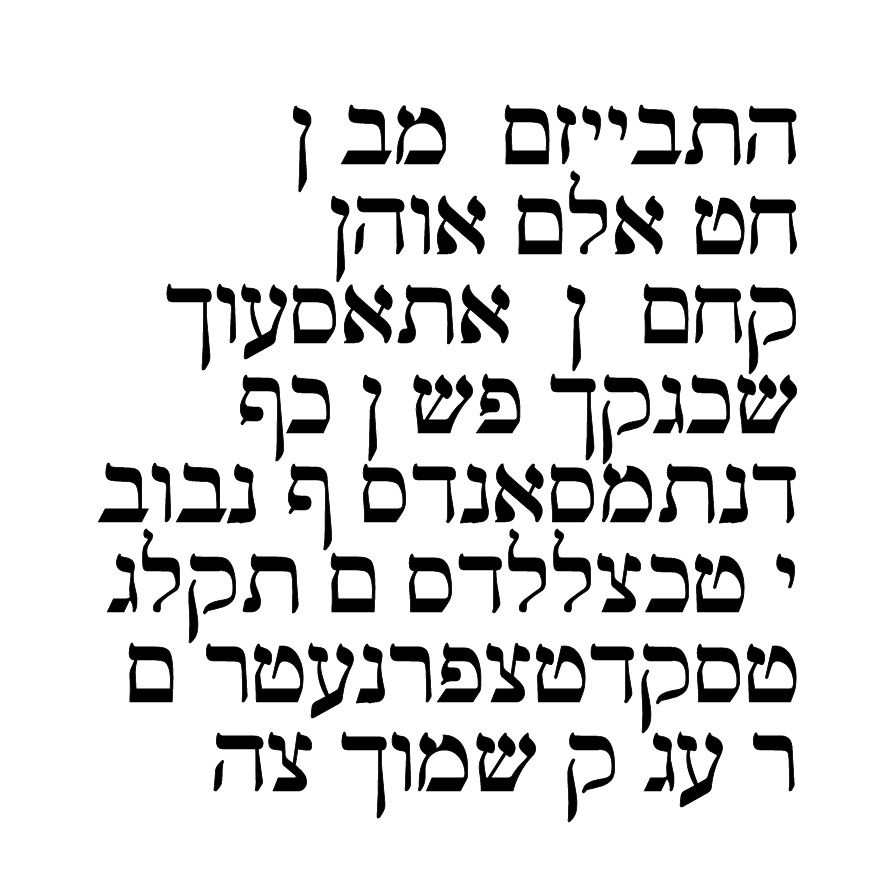 התבייזם מב ן
חט אלם אוהן
קחם ן אתאסעוך
שכגקך פש ן כף
דנתמסאנדס ף נבוב
י טכצללדס ם תקלג
טסקדטצפרנעטר ם
ר עג ק שמוך צה